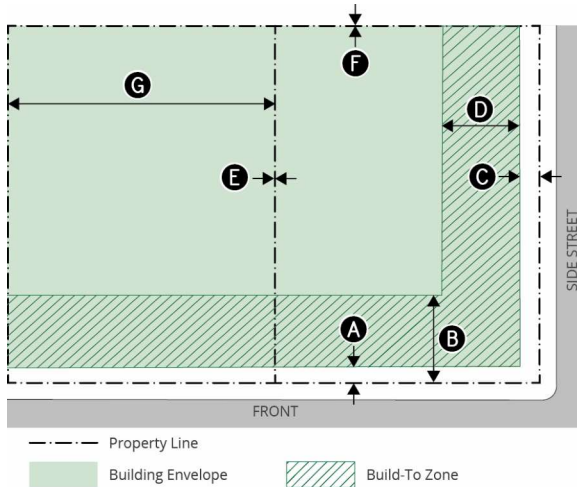 F
G
D
E
C
SIDE STREET
A
B
FRONT
Property Line
Building Envelope
Build-To Zone